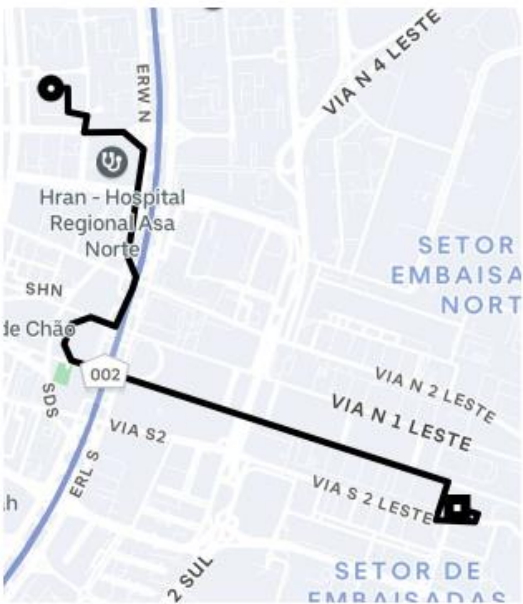 VIA N 4 LESTE
ERW N
Hran - Hospital
Regional Asa
Norte
SETOR
EMBAISA
NORT
SHN
de Chão
002
VIA N 2 LESTE
VIA N 1 LESTE
SDS
VIA S2
ERL S
VIA S 2 LESTE
h
2 SUL
SETOR DE
EMBAIXADAS